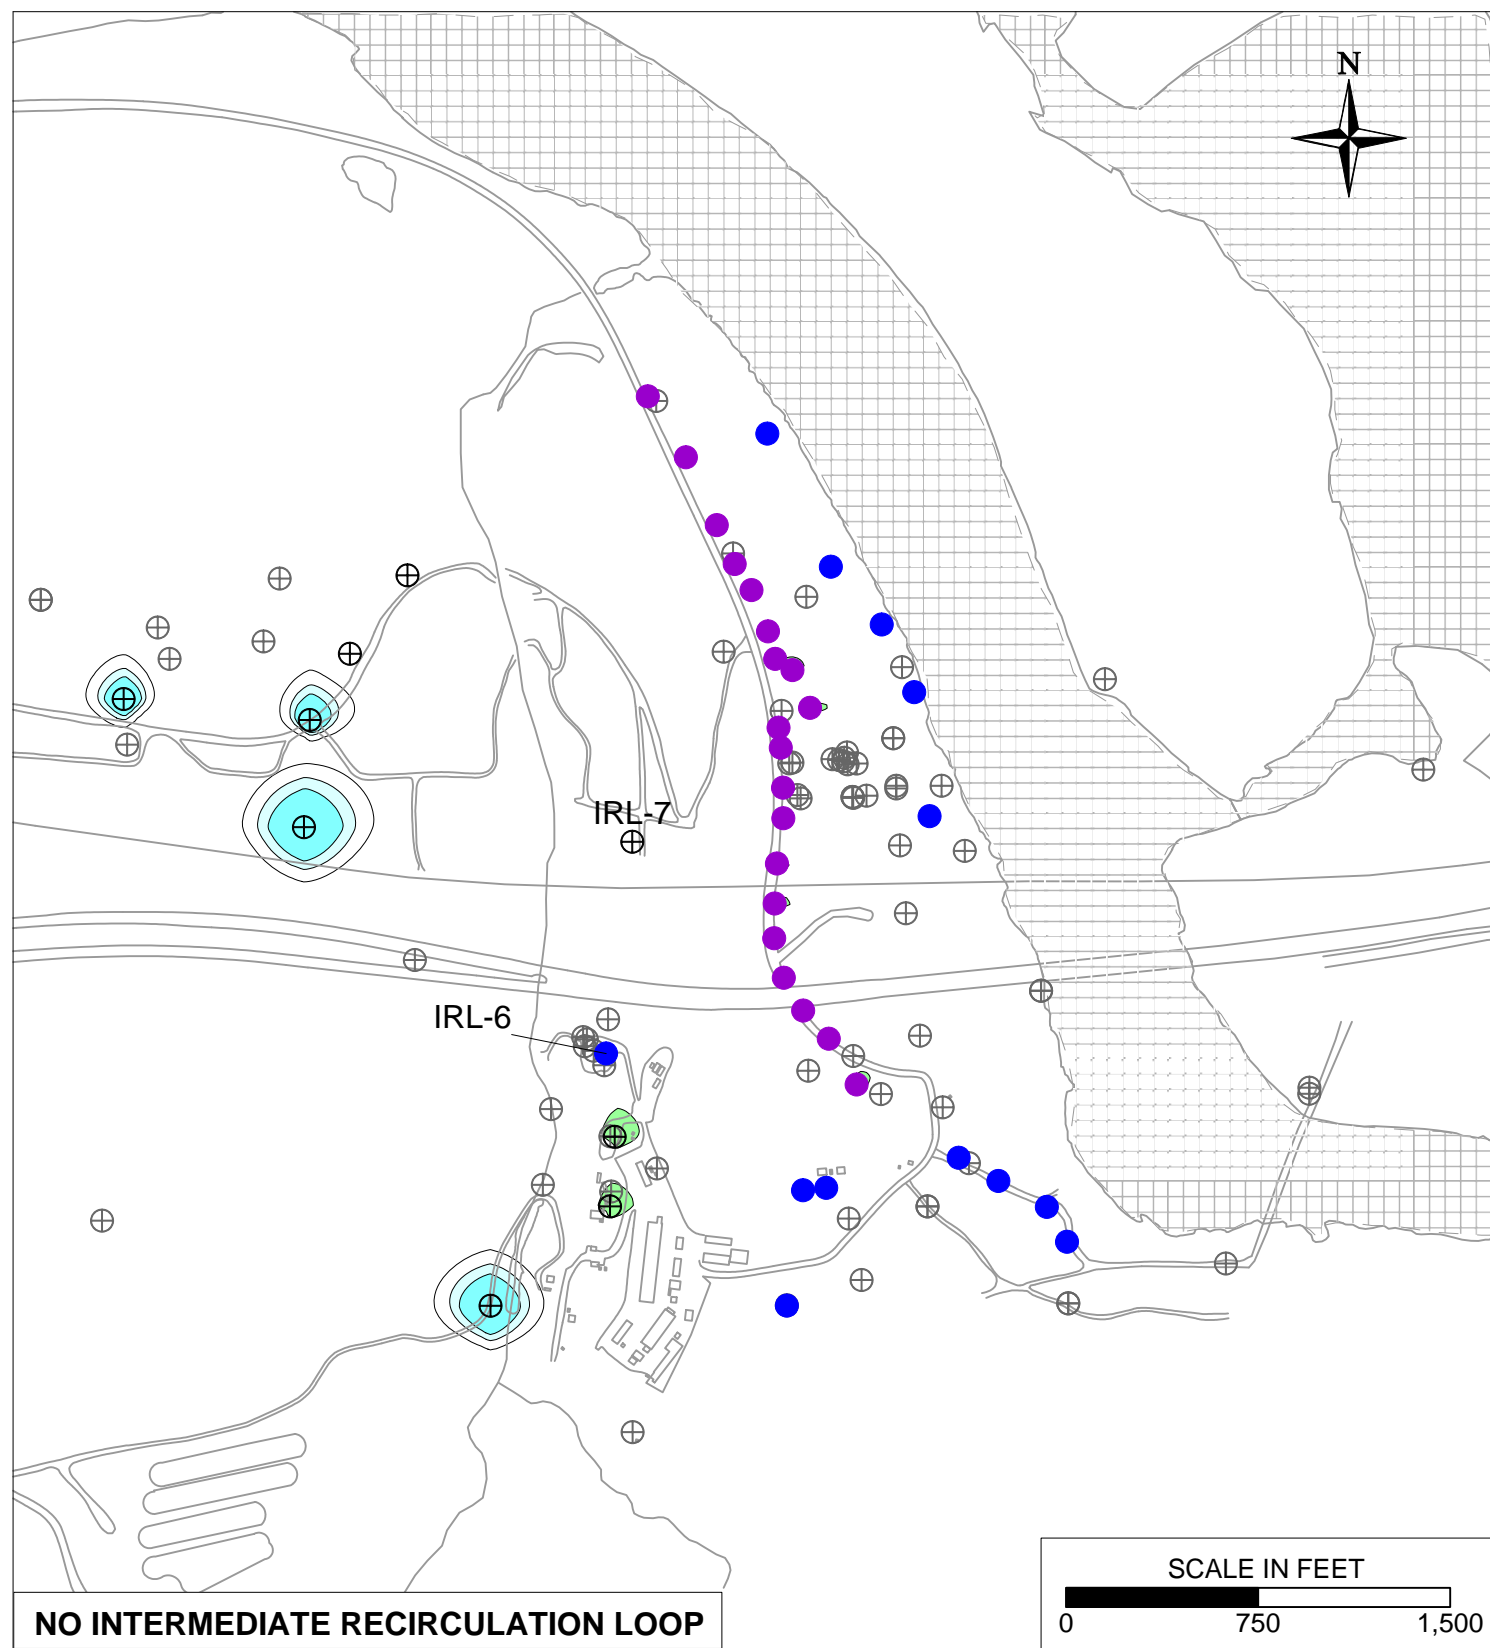 N
IRL-7
IRL-6
SCALE IN FEET
0 750 1,500
NO INTERMEDIATE RECIRCULATION LOOP